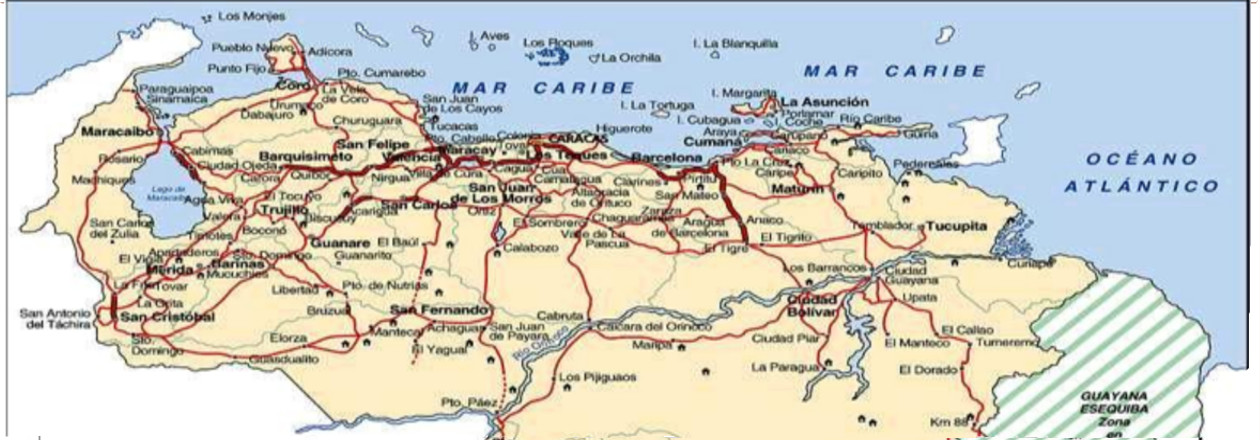 Los Monjes
Pueblo Nuevo
Adícora
Punto Fijo
Pto. Cumarebo
Coro
La Vela
de Coro
I. Aves
Los Roques
La Orchila
I. La Blanquilla
MAR CARIBE
MAR CARIBE
Paraguaipoa
Sinamaica
Urumaco
Dabajuro
Churuguara
San Juan
de Los Cayos
Tucacas
I. La Tortuga
I. Margarita
La Asunción
Porlamar
I. Cubagua
I. Coche
Araya
Río Caribe
Carúpano
Güiria
Maracaibo
San Felipe
Pto. Cabello
Colonia
Tovar
CARACAS
Higuerote
Cumaná
Cariaco
Rosario
Cabimas
Ciudad Ojeda
Barquisimeto
Valencia
Maracay
Los Teques
Barcelona
Pto La Cruz
Caripe
Caripito
Pedernales
OCÉANO
ATLÁNTICO
Machiques
Lago de
Maracaibo
Carora
Quibor
Nirgua
Villa de Cura
Cagua
Cúa
Camatagua
Clarines
Píritu
Maturín
Agua Viva
El Tocuyo
San Juan
de Los Morros
Altagracia
de Orituco
San Mateo
San Carlos
del Zulia
Valera
Trujillo
Biscucuy
Acarigua
San Carlos
Ortiz
El Sombrero
Chaguaramas
Zaraza
Aragua
de Barcelona
Anaco
Temblador
Tucupita
Timotes
Boconó
Guanare
El Baúl
Calabozo
Valle de La
Pascua
El Tigre
El Tigrito
El Vigía
Apartaderos
Sto. Domingo
Guanarito
Mérida
Barinas
Mucuchíes
Los Barrancos
Ciudad
Guayana
Curiapo
La Fría
Tovar
Libertad
Pto. de Nutrias
La Grita
Ciudad
Bolívar
Upata
San Antonio
del Táchira
San Cristóbal
Bruzual
San Fernando
Cabruta
Caicara del Orinoco
Sto.
Domingo
Elorza
Mantecal
Achaguas
San Juan
de Payara
Río Orinoco
Maripa
Ciudad Piar
El Callao
El Manteco
Tumeremo
Guasdualito
El Yagual
La Paragua
El Dorado
Los Pijiguaos
Pto. Páez
Km 88
GUAYANA
ESEQUIBA
Zona
en